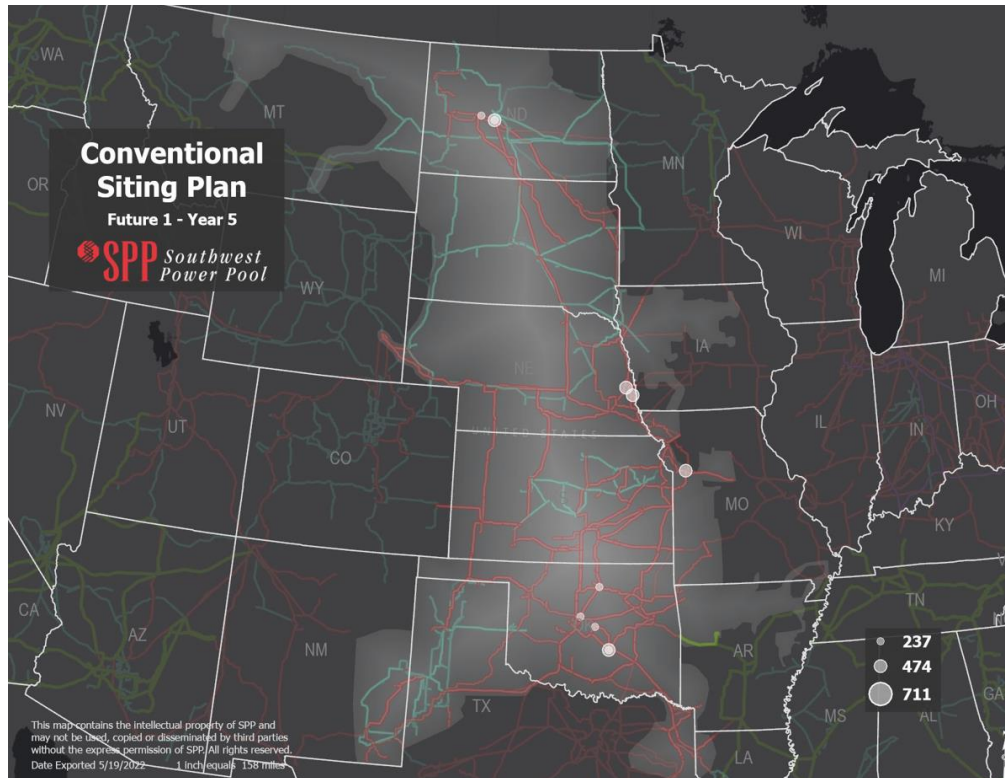 WA
MT
ND
MN
OR
Conventional
Siting Plan
Future 1 - Year 5
SPP Southwest
Power Pool
WI
MI
WY
IA
NE
NV
UT
IL
IN
OH
UNITED STATES
CO
MO
KY
CA
AZ
NM
TN
AR
TX
MS
AL
GA
LA
237
474
711
This map contains the intellectual property of SPP and
may not be used, copied or disseminated by third parties
without the express permission of SPP. All rights reserved.
Date Exported 5/19/2022 1 inch equals 158 miles